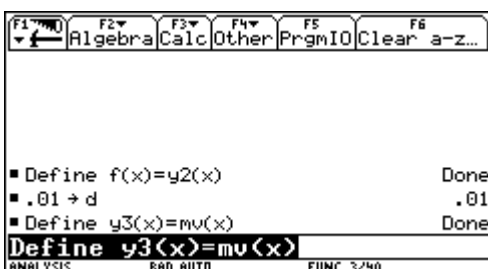 F1 F2 F3 F4 F5 F6
Algebra Calc Other PrgmIO Clear a-z…
Define f(x)=y2(x) Done
.01 → d .01
Define y3(x)=mv(x) Done
Define y3(x)=mv(x)
ANALYSIS RAD AUTO FUNC 3/40